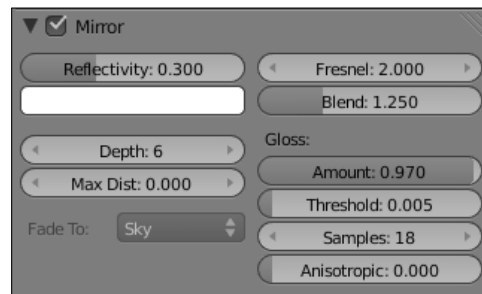 Mirror
Reflectivity: 0.300
Fresnel: 2.000
Blend: 1.250
Depth: 6
Max Dist: 0.000
Fade To:
Sky
Gloss:
Amount: 0.970
Threshold: 0.005
Samples: 18
Anisotropic: 0.000